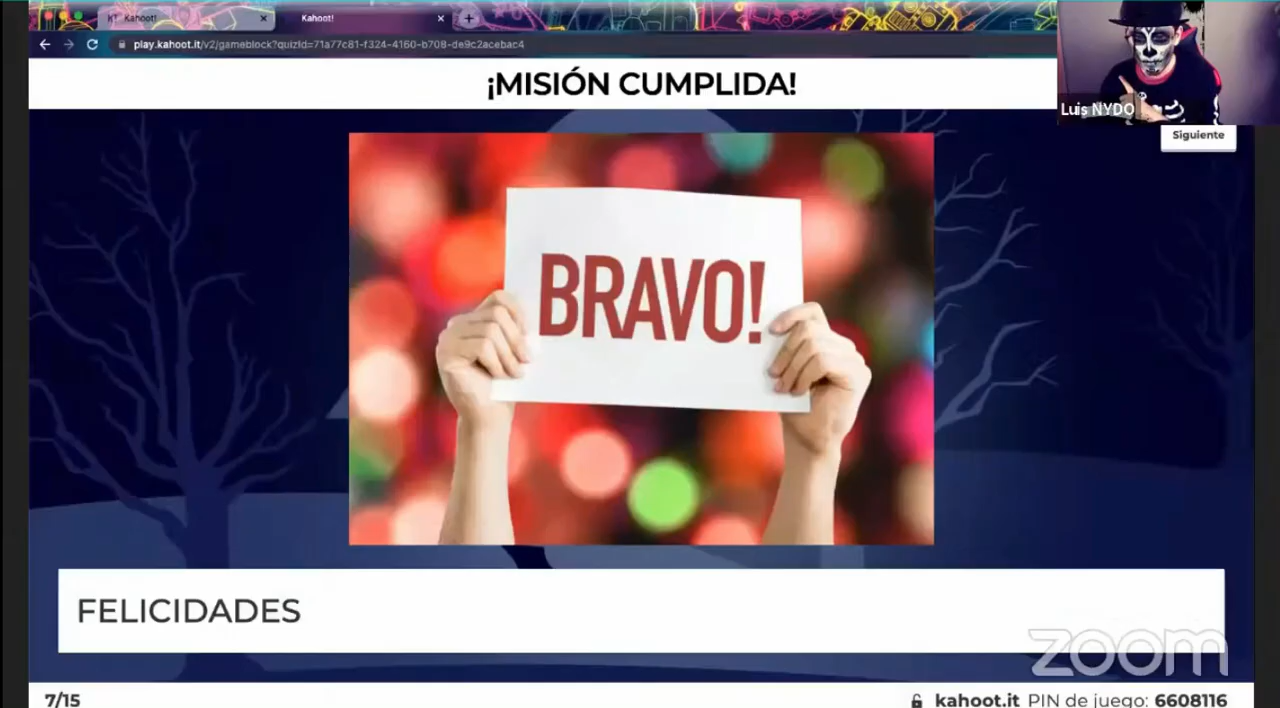 Kahoot!
Kahoot!
play.kahoot.it/v2/gameblock?quizId=71a77c81-f324-4160-b708-de9c2acebac4
¡MISIÓN CUMPLIDA!
Luis NYDO
Siguiente
BRAVO!
FELICIDADES
zoom
7/15
kahoot.it PIN de juego: 6608116